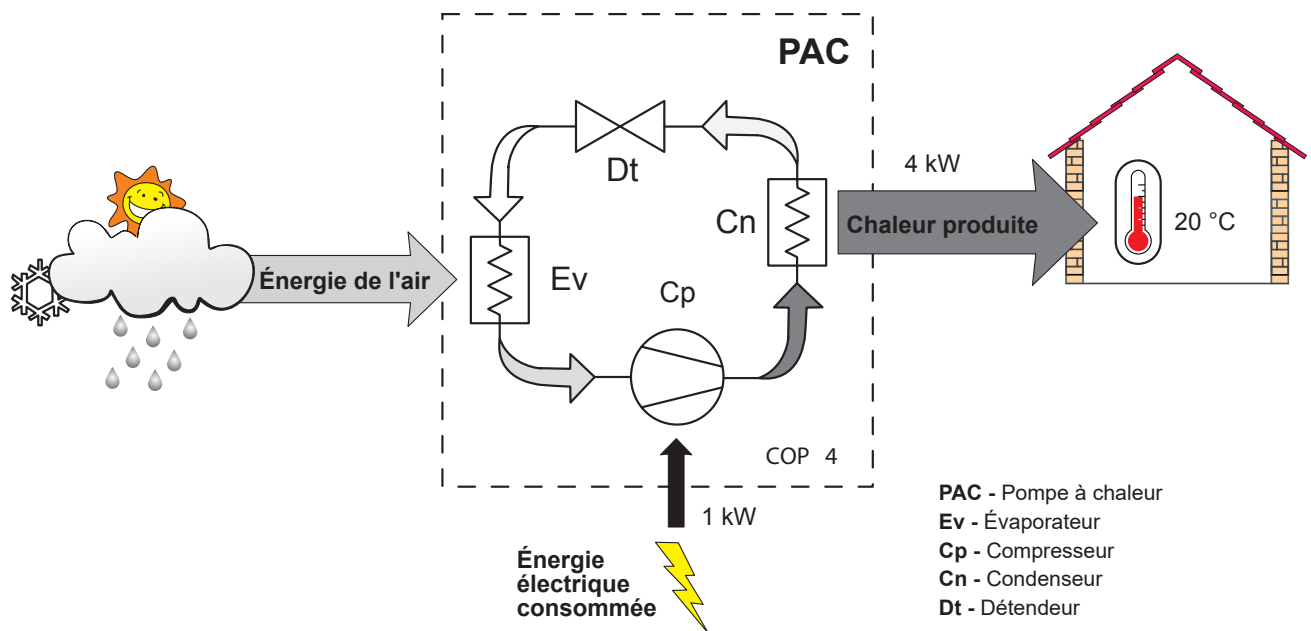 PAC
Dt
4 kW
Cn
Chaleur produite
20 °C
Énergie de l'air
Ev
Cp
COP 4
1 kW
Énergie
électrique
consommée
PAC - Pompe à chaleur
Ev - Évaporateur
Cp - Compresseur
Cn - Condenseur
Dt - Détendeur